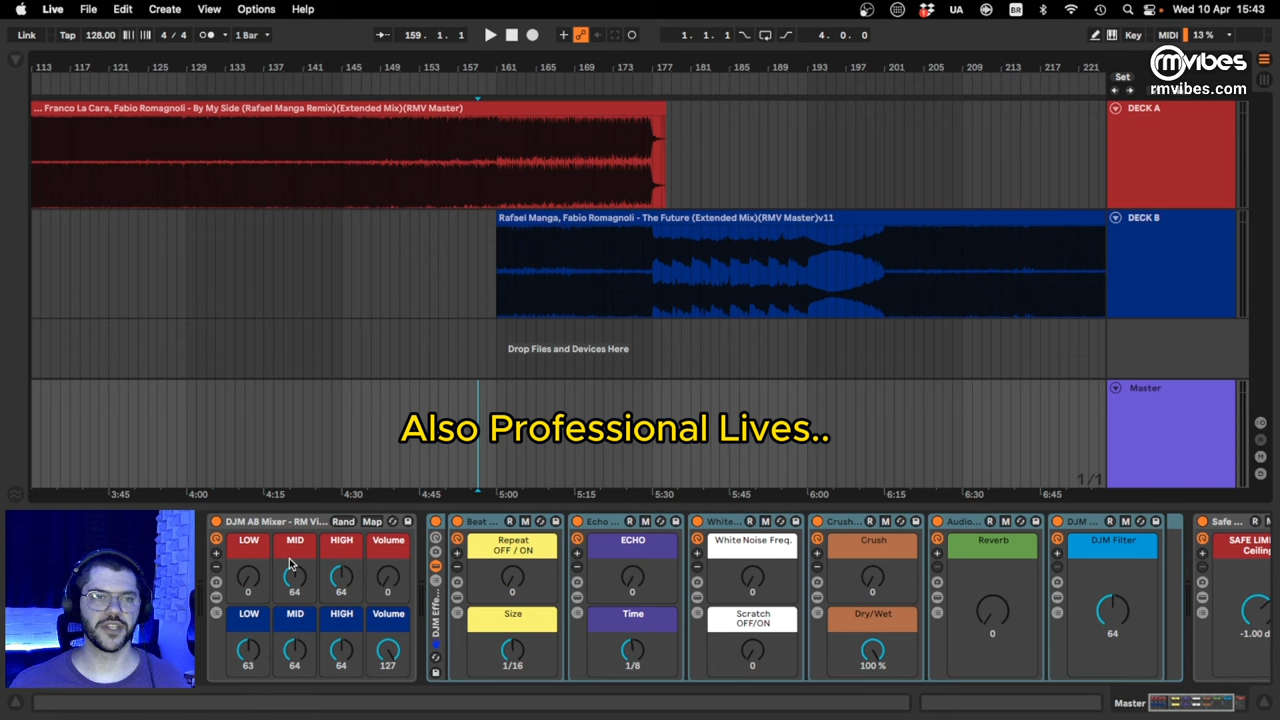 Live File Edit Create View Options Help UA BR Wed 10 Apr 15:43
Link Tap 128.00 4 / 4 1 Bar 159. 1. 1 1. 1. 1 4. 0. 0 Key MIDI 13 %
rmvibes
rmvibes.com
113 117 121 125 129 133 137 141 145 149 153 157 161 165 169 173 177 181 185 189 193 197 201 205 209 213 217 221
Set
... Franco La Cara, Fabio Romagnoli - By My Side (Rafael Manga Remix)(Extended Mix)(RMV Master)
DECK A
Rafael Manga, Fabio Romagnoli - The Future (Extended Mix)(RMV Master)v11
DECK B
Drop Files and Devices Here
Master
Also Professional Lives..
1/1
3:45 4:00 4:15 4:30 4:45 5:00 5:15 5:30 5:45 6:00 6:15 6:30 6:45
DJM AB Mixer - RM Vi... Rand Map Beat ... R M Echo ... R M White... R M Crush... R M Audio... R M DJM ... R M Safe ... R M
LOW MID HIGH Volume
0 64 64 0
LOW MID HIGH Volume
63 64 64 127
DJM Effe...
Repeat
OFF / ON
0
Size
1/16
ECHO
0
Time
1/8
White Noise Freq.
0
Scratch
OFF/ON
0
Crush
0
Dry/Wet
100 %
Reverb
0
DJM Filter
64
SAFE LIM
Ceilin
-1.00 d
Master